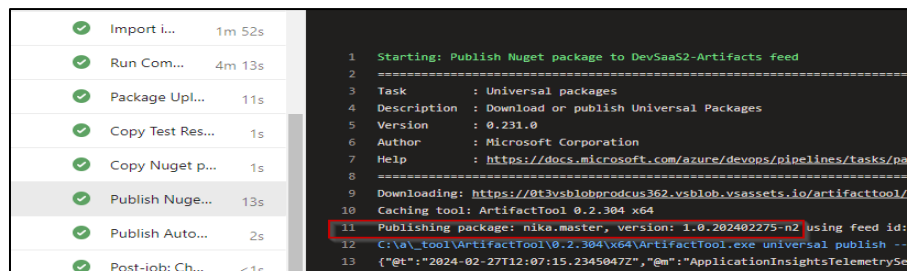 Import i... 1m 52s
Run Com... 4m 13s
Package Upl... 11s
Copy Test Res... 1s
Copy Nuget p... 1s
Publish Nuge... 13s
Publish Auto... 2s
Post-job: Ch... <1s
1 Starting: Publish Nuget package to DevSaaS2-Artifacts feed
2 ==============================================================================
3 Task : Universal packages
4 Description : Download or publish Universal Packages
5 Version : 0.231.0
6 Author : Microsoft Corporation
7 Help : https://docs.microsoft.com/azure/devops/pipelines/tasks/pa
8 ==============================================================================
9 Downloading: https://0t3vsblobprodcus362.vsblob.vsassets.io/artifacttool/
10 Caching tool: ArtifactTool 0.2.304 x64
11 Publishing package: nika.master, version: 1.0.202402275-n2 using feed id:
12 C:\a\_tool\ArtifactTool\0.2.304\x64\ArtifactTool.exe universal publish --
13 {"@t":"2024-02-27T12:07:15.2345047Z","@m":"ApplicationInsightsTelemetrySe